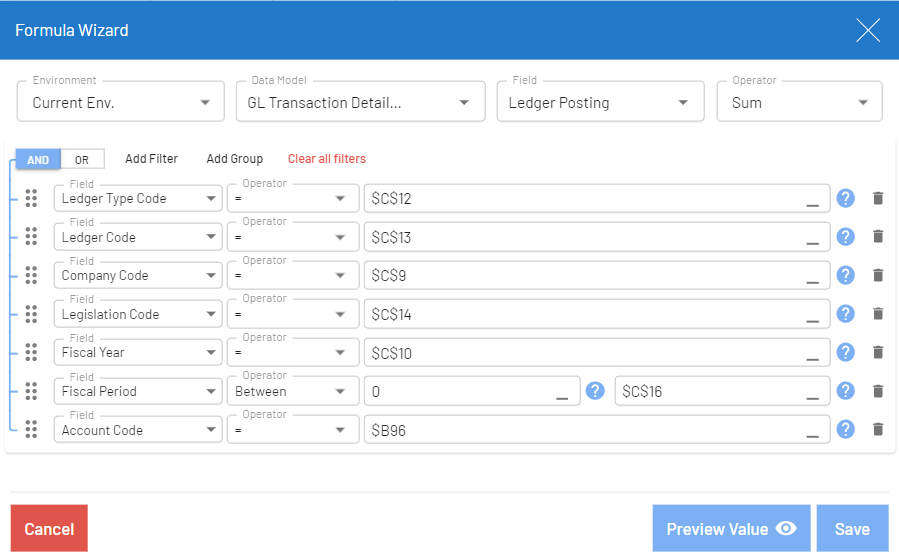 Formula Wizard
Environment Data Model Field Operator
Current Env. GL Transaction Detail... Ledger Posting Sum
AND OR Add Filter Add Group Clear all filters
Field Operator
Ledger Type Code = $C$12
Field Operator
Ledger Code = $C$13
Field Operator
Company Code = $C$9
Field Operator
Legislation Code = $C$14
Field Operator
Fiscal Year = $C$10
Field Operator
Fiscal Period Between 0 $C$16
Field Operator
Account Code = $B96
Cancel Preview Value Save